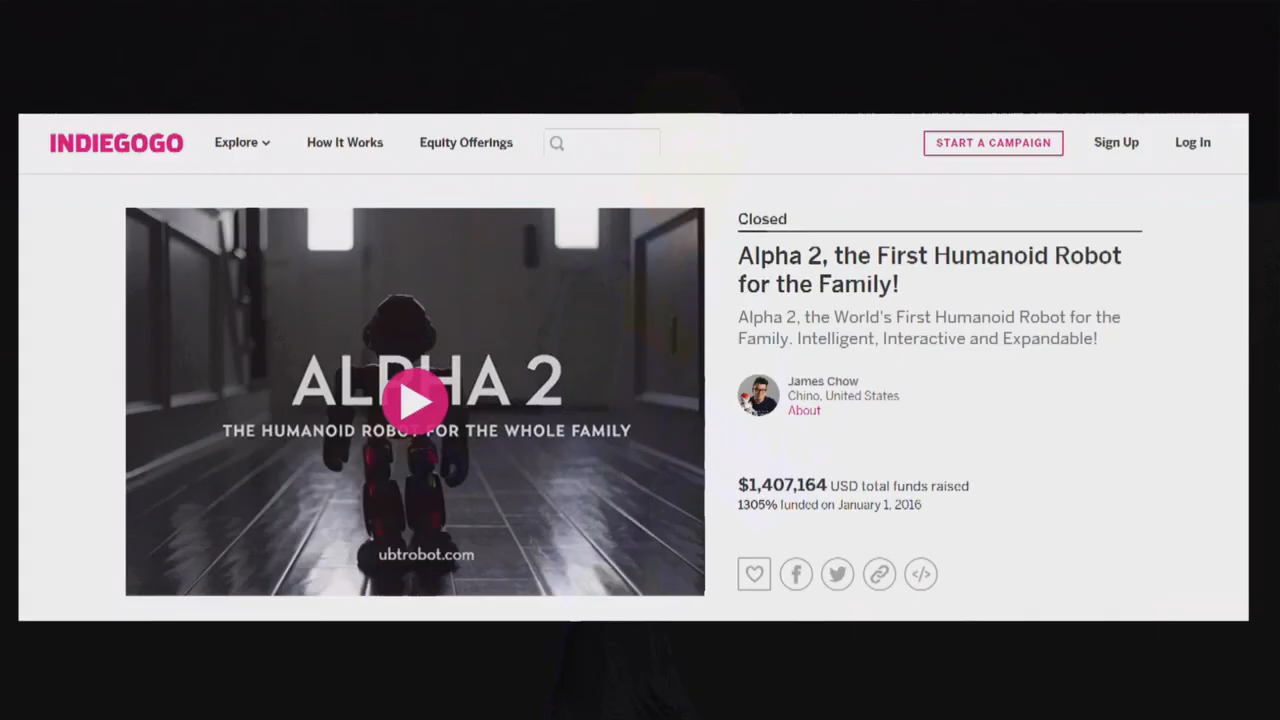 INDIEGOGO
Explore
How It Works
Equity Offerings
START A CAMPAIGN
Sign Up
Log In
ALPHA 2
THE HUMANOID ROBOT FOR THE WHOLE FAMILY
ubtrobot.com
Closed
Alpha 2, the First Humanoid Robot
for the Family!
Alpha 2, the World's First Humanoid Robot for the
Family. Intelligent, Interactive and Expandable!
James Chow
Chino, United States
About
$1,407,164 USD total funds raised
1305% funded on January 1, 2016